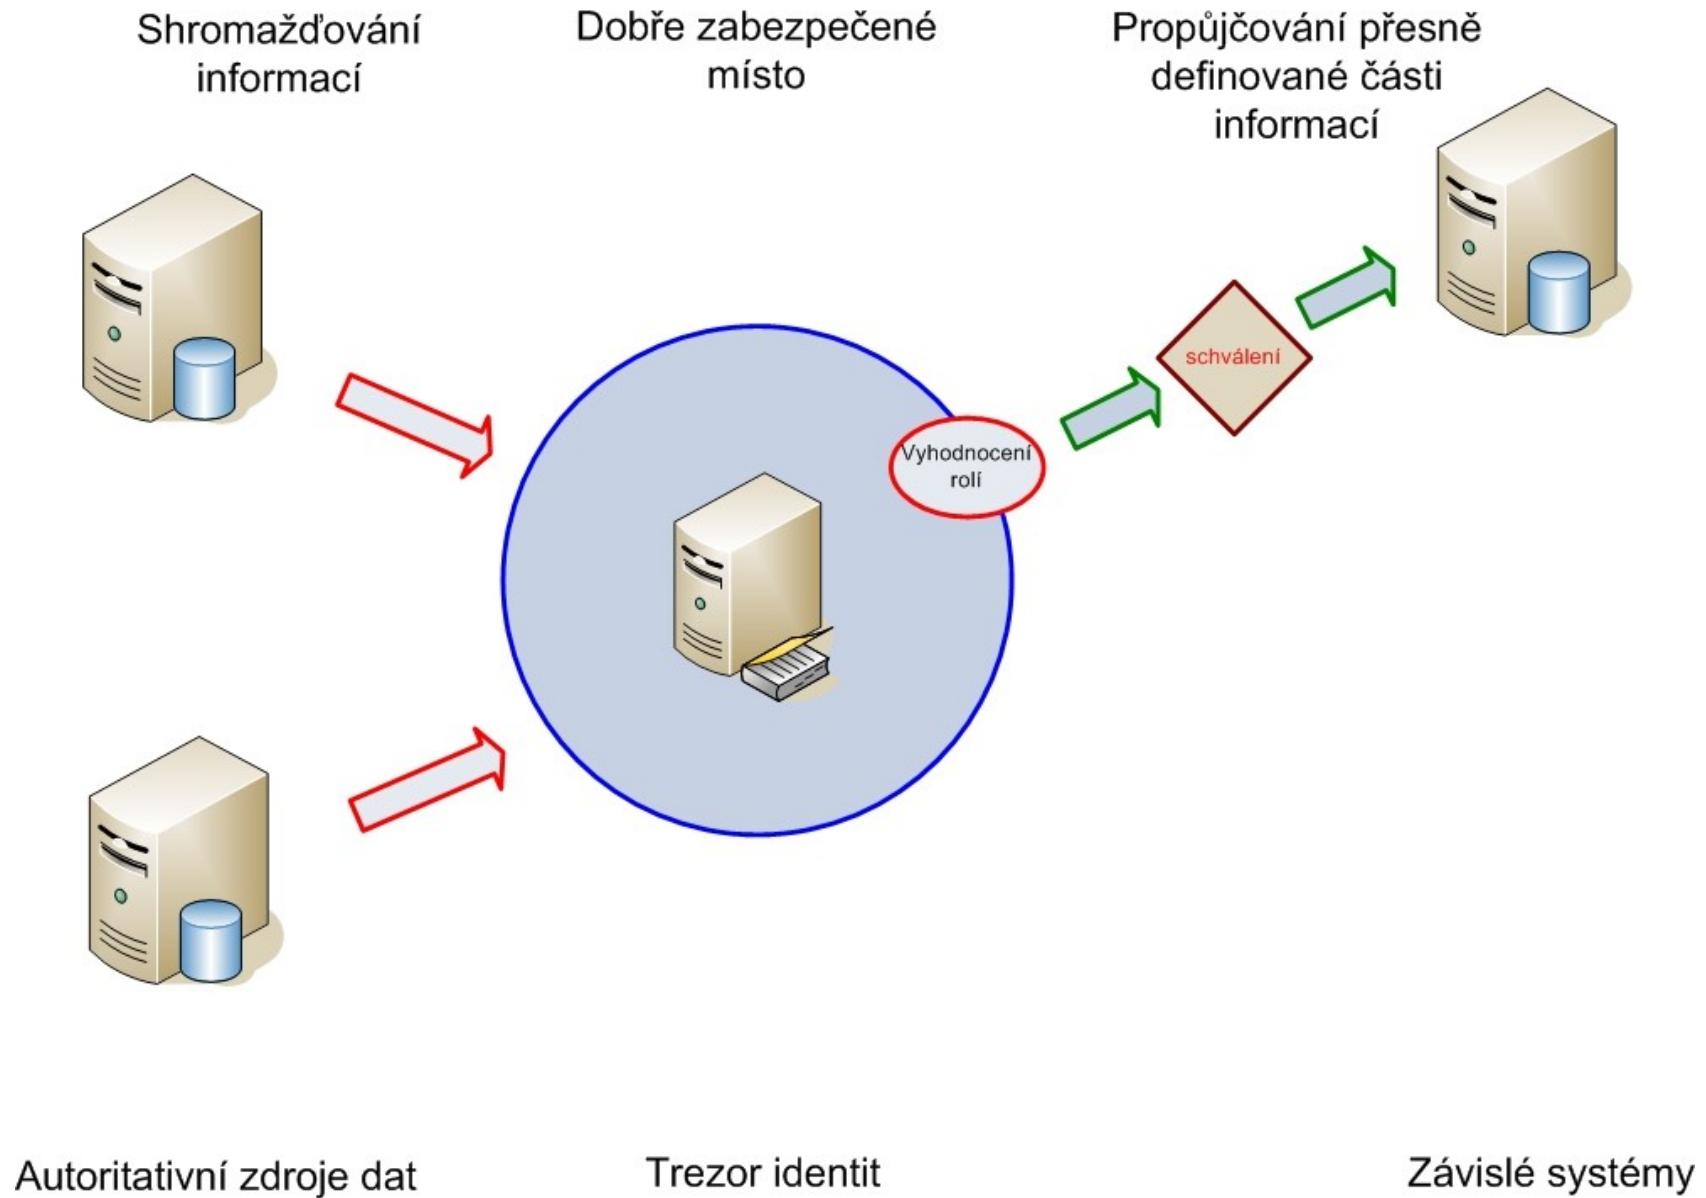 Shromažďování
informací
Dobře zabezpečené
místo
Propůjčování přesně
definované části
informací
schválení
Vyhodnocení
rolí
Autoritativní zdroje dat
Trezor identit
Závislé systémy